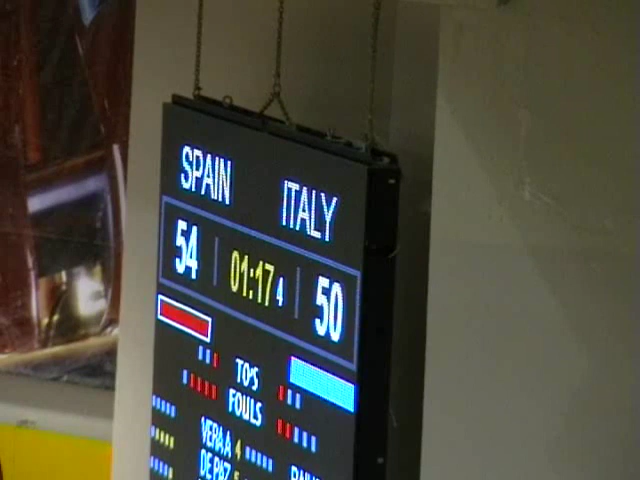 SPAIN ITALY
54 01:17 4 50
TO'S
FOULS
VERA A 4
DE PAZ